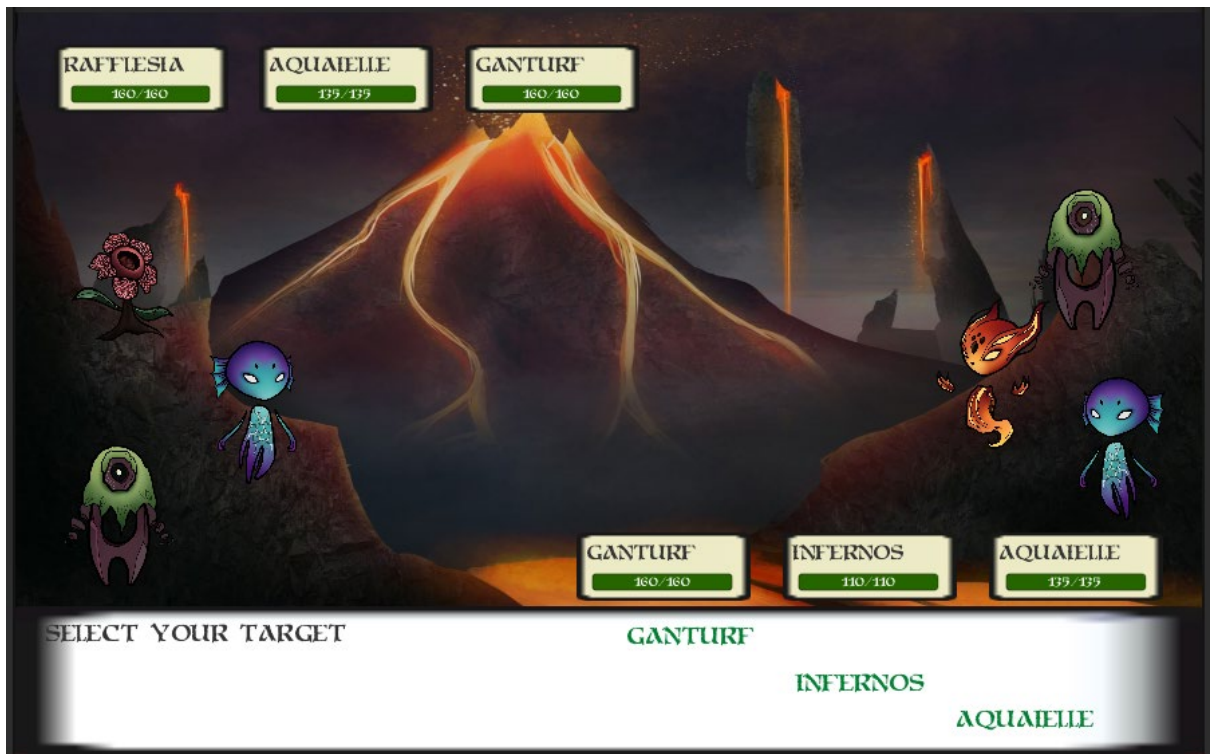 RAFFLESIA
160/160
AQUAIELLE
135/135
GANTURF
160/160
GANTURF
160/160
INFERNOS
110/110
AQUAIELLE
135/135
SELECT YOUR TARGET
GANTURF
INFERNOS
AQUAIELLE